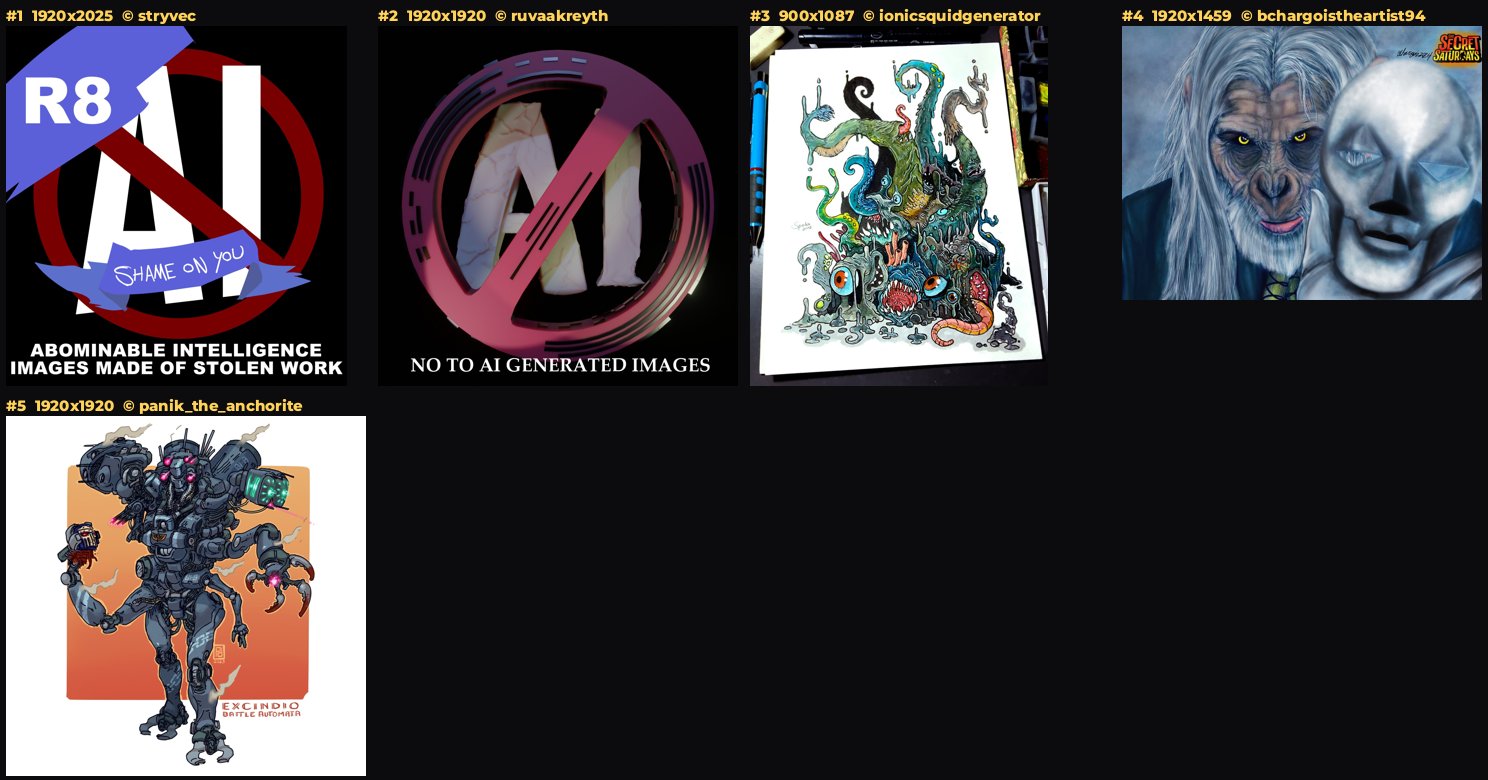 #1 1920x2025 © stryvec
#2 1920x1920 © ruvaakreyth
#3 900x1087 © ionicsquidgenerator
#4 1920x1459 © bchargoistheartist94
R8
AI
SHAME ON YOU
ABOMINABLE INTELLIGENCE
IMAGES MADE OF STOLEN WORK
AI
NO TO AI GENERATED IMAGES
THE
SECRET
SATURDAYS
#5 1920x1920 © panik_the_anchorite
EXCINDIO
BATTLE AUTOMATA